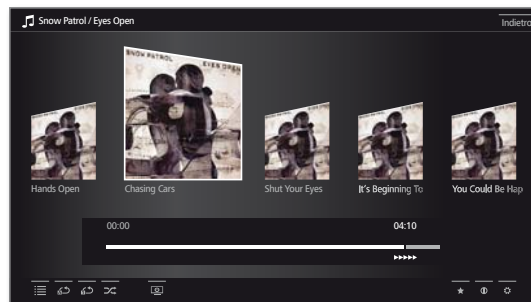 Snow Patrol / Eyes Open
Indietro
SNOW PATROL EYES OPEN
Hands Open
Chasing Cars
Shut Your Eyes
It's Beginning To
You Could Be Hap
00:00
04:10